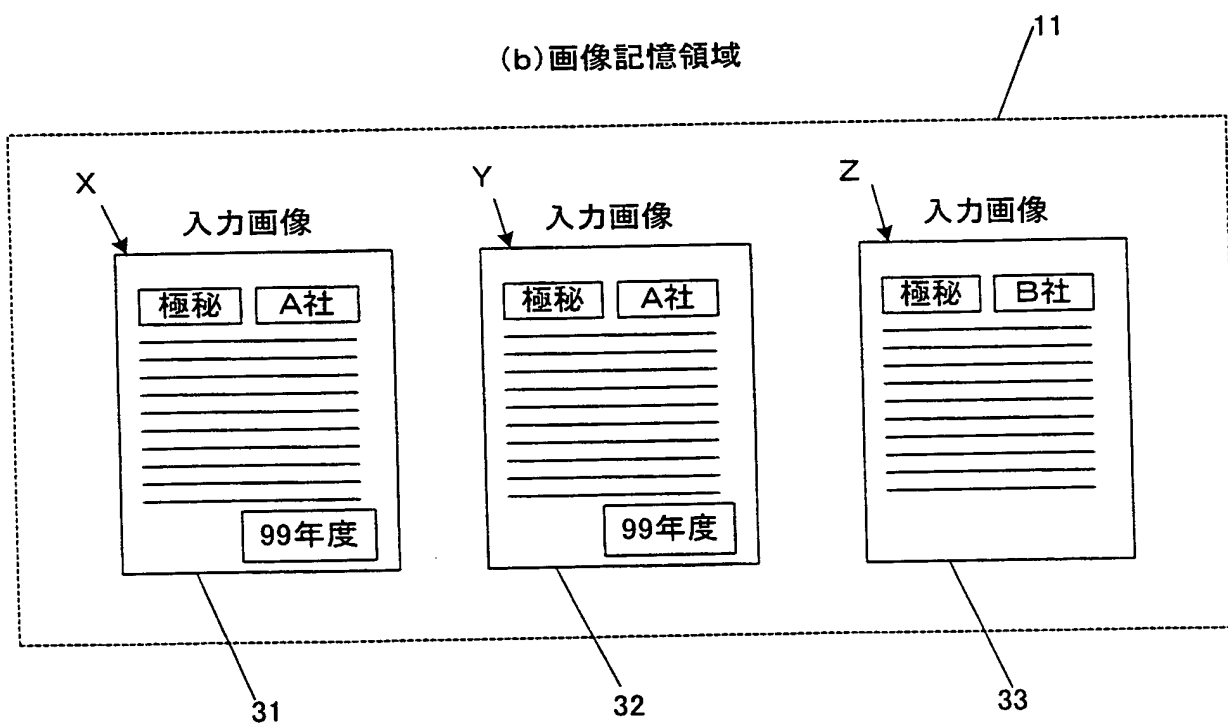 11
(b)画像記憶領域
X
Y
Z
入力画像
入力画像
入力画像
極秘 A社
極秘 A社
極秘 B社
99年度
99年度
31
32
33